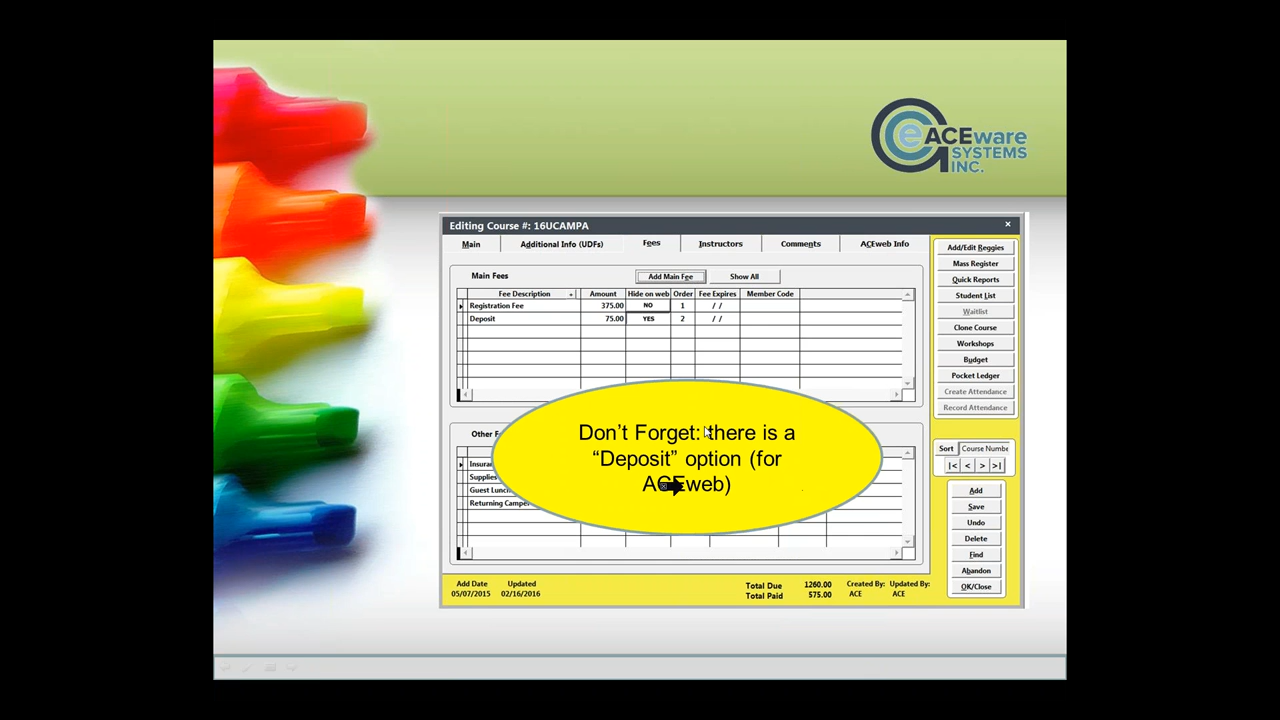 ACEware
SYSTEMS
INC.
Editing Course #: 16UCAMPA
×
Main Additional Info (UDFs) Fees Instructors Comments ACEweb Info
Main Fees Add Main Fee Show All
Fee Description Amount Hide on web Order Fee Expires Member Code
Registration Fee 375.00 NO 1 / /
Deposit 75.00 YES 2 / /
Other
Supplies
Guest
Returning
Don't Forget: there is a
“Deposit” option (for
ACEweb)
Add/Edit Reggies
Mass Register
Quick Reports
Student List
Waitlist
Clone Course
Workshops
Budget
Pocket Ledger
Create Attendance
Record Attendance
Sort Course
|< < > >|
Add
Save
Undo
Delete
Find
Abandon
OK/Close
Add Date Updated Total Due 1260.00 Created By: Updated By:
05/07/2015 02/16/2016 Total Paid 575.00 ACE ACE